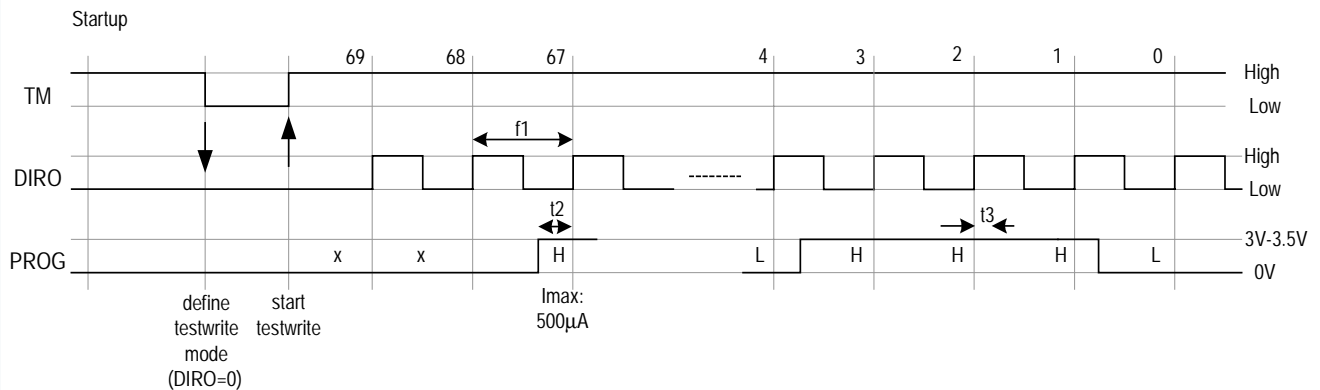 Startup
69 68 67 4 3 2 1 0
TM High
Low
f1
DIRO High
Low
t2 t3
PROG x x H L H H H L 3V-3.5V
0V
define start Imax:
testwrite testwrite 500µA
mode
(DIRO=0)